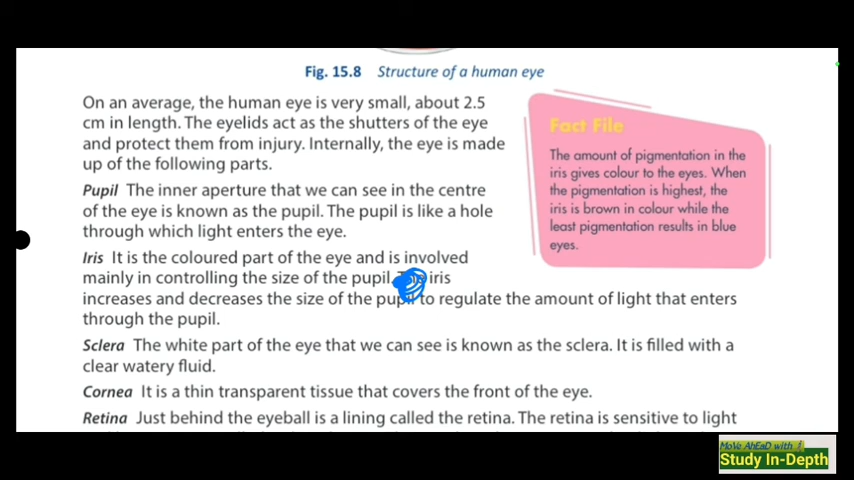 Fig. 15.8 Structure of a human eye
On an average, the human eye is very small, about 2.5
cm in length. The eyelids act as the shutters of the eye
and protect them from injury. Internally, the eye is made
up of the following parts.
Pupil The inner aperture that we can see in the centre
of the eye is known as the pupil. The pupil is like a hole
through which light enters the eye.
Iris It is the coloured part of the eye and is involved
mainly in controlling the size of the pupil. The iris
increases and decreases the size of the pupil to regulate the amount of light that enters
through the pupil.
Sclera The white part of the eye that we can see is known as the sclera. It is filled with a
clear watery fluid.
Cornea It is a thin transparent tissue that covers the front of the eye.
Retina Just behind the eyeball is a lining called the retina. The retina is sensitive to light
Fact File
The amount of pigmentation in the
iris gives colour to the eyes. When
the pigmentation is highest, the
iris is brown in colour while the
least pigmentation results in blue
eyes.
MoVe AhEaD with
Study In-Depth